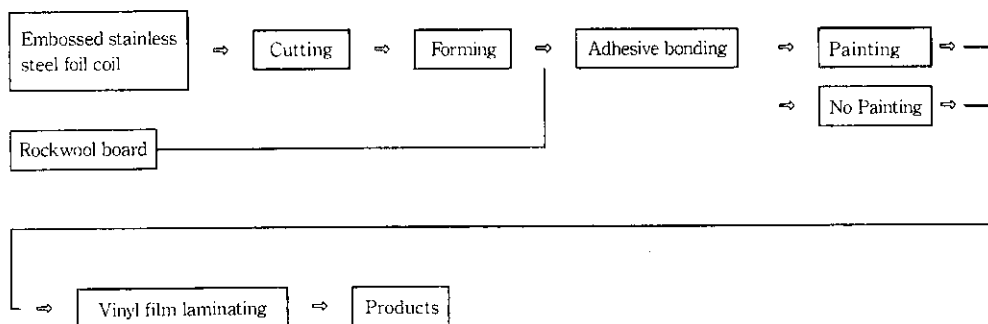 Embossed stainless
steel foil coil
Cutting
Forming
Adhesive bonding
Painting
No Painting
Rockwool board
Vinyl film laminating
Products